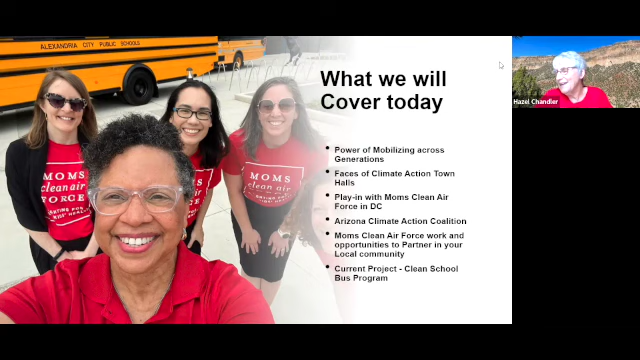 ALEXANDRIA CITY PUBLIC SCHOOLS
What we will
Cover today
Hazel Chandler
MOMS
clean air
FORCE
MOMS
clean air
MOMS
clean air
FORCE
• Power of Mobilizing across
Generations
• Faces of Climate Action Town
Halls
• Play-in with Moms Clean Air
Force in DC
• Arizona Climate Action Coalition
• Moms Clean Air Force work and
opportunities to Partner in your
Local community
• Current Project - Clean School
Bus Program